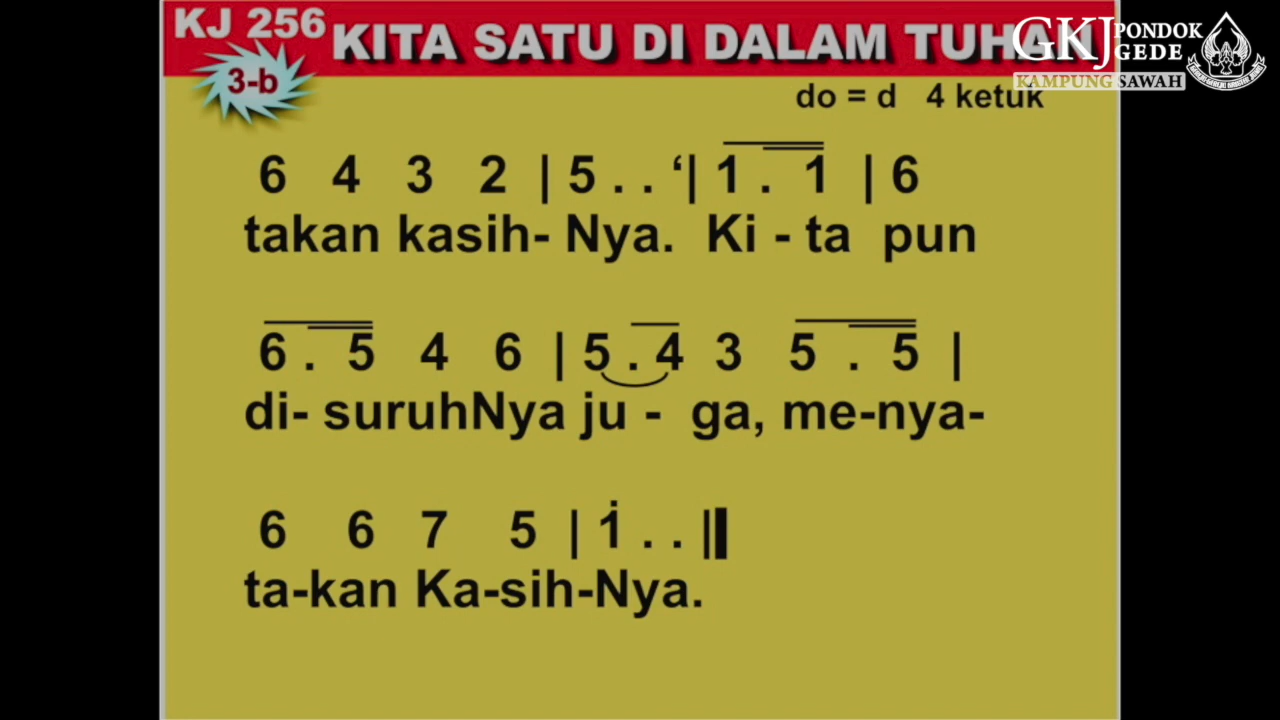 KJ 256 KITA SATU DI DALAM TUHAN
3-b
GKJ PONDOK GEDE
KAMPUNG SAWAH
do = d 4 ketuk
6 4 3 2 | 5 . . ‘| 1 . 1 | 6
takan kasih- Nya. Ki - ta pun
6 . 5 4 6 | 5 . 4 3 5 . 5 |
di- suruhNya ju - ga, me-nya-
6 6 7 5 | i . . ||
ta-kan Ka-sih-Nya.